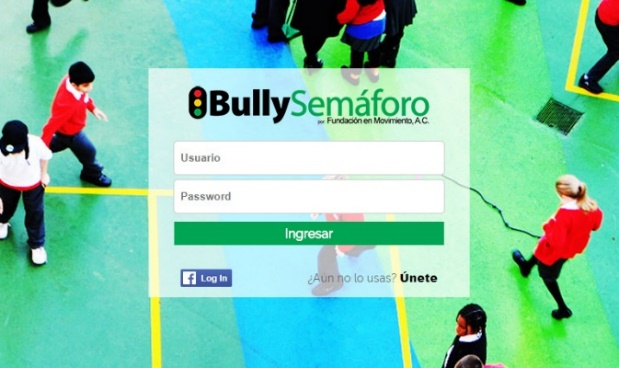 BullySemáforo
por: Fundación en Movimiento, A.C.
Usuario
Password
Ingresar
f Log In
¿Aún no lo usas? Únete